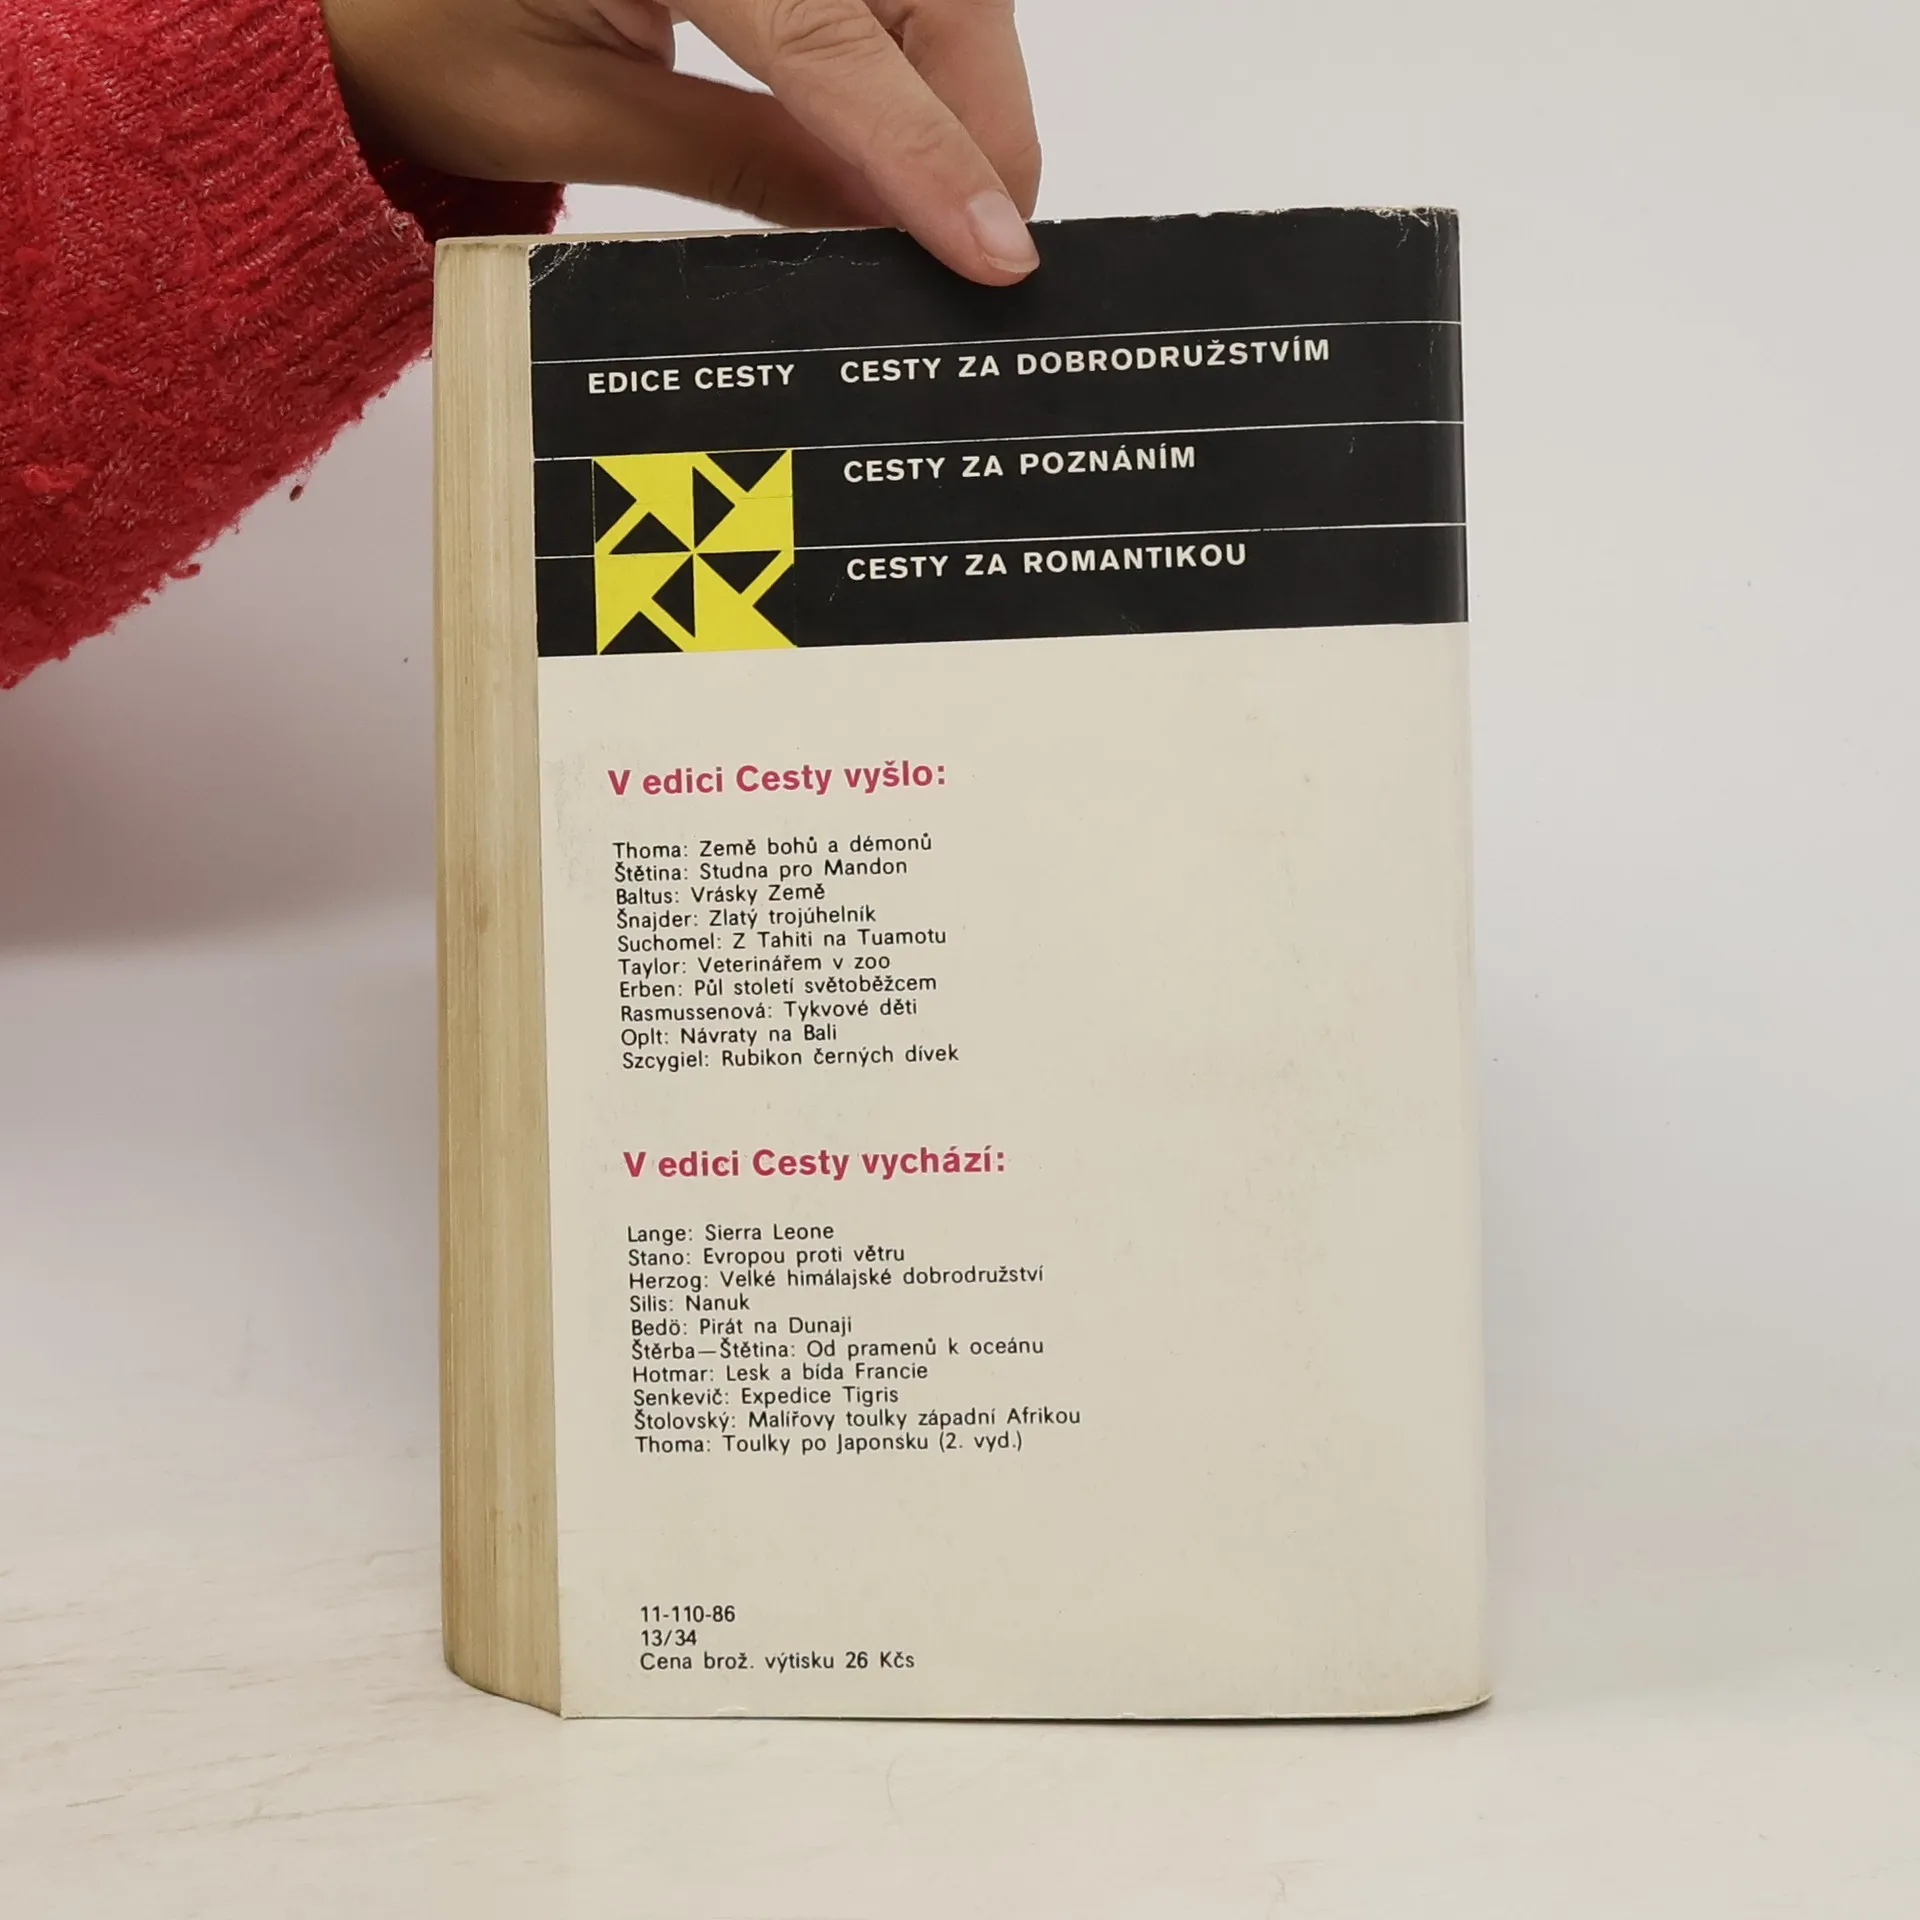 EDICE CESTY CESTY ZA DOBRODRUŽSTVÍM
CESTY ZA POZNÁNÍM
CESTY ZA ROMANTIKOU
V edici Cesty vyšlo:
Thoma: Země bohů a démonů
Štětina: Studna pro Mandon
Baltus: Vrásky Země
Šnajder: Zlatý trojúhelník
Suchomel: Z Tahiti na Tuamotu
Taylor: Veterinářem v zoo
Erben: Půl století světoběžcem
Rasmussenová: Tykvové děti
Oplt: Návraty na Bali
Szcygiel: Rubikon černých dívek
V edici Cesty vychází:
Lange: Sierra Leone
Stano: Evropou proti větru
Herzog: Velké himálajské dobrodružství
Silis: Nanuk
Bedö: Pirát na Dunaji
Štěrba—Štětina: Od pramenů k oceánu
Hotmar: Lesk a bída Francie
Senkevič: Expedice Tigris
Štolovský: Malířovy toulky západní Afrikou
Thoma: Toulky po Japonsku (2. vyd.)
11-110-86
13/34
Cena brož. výtisku 26 Kčs